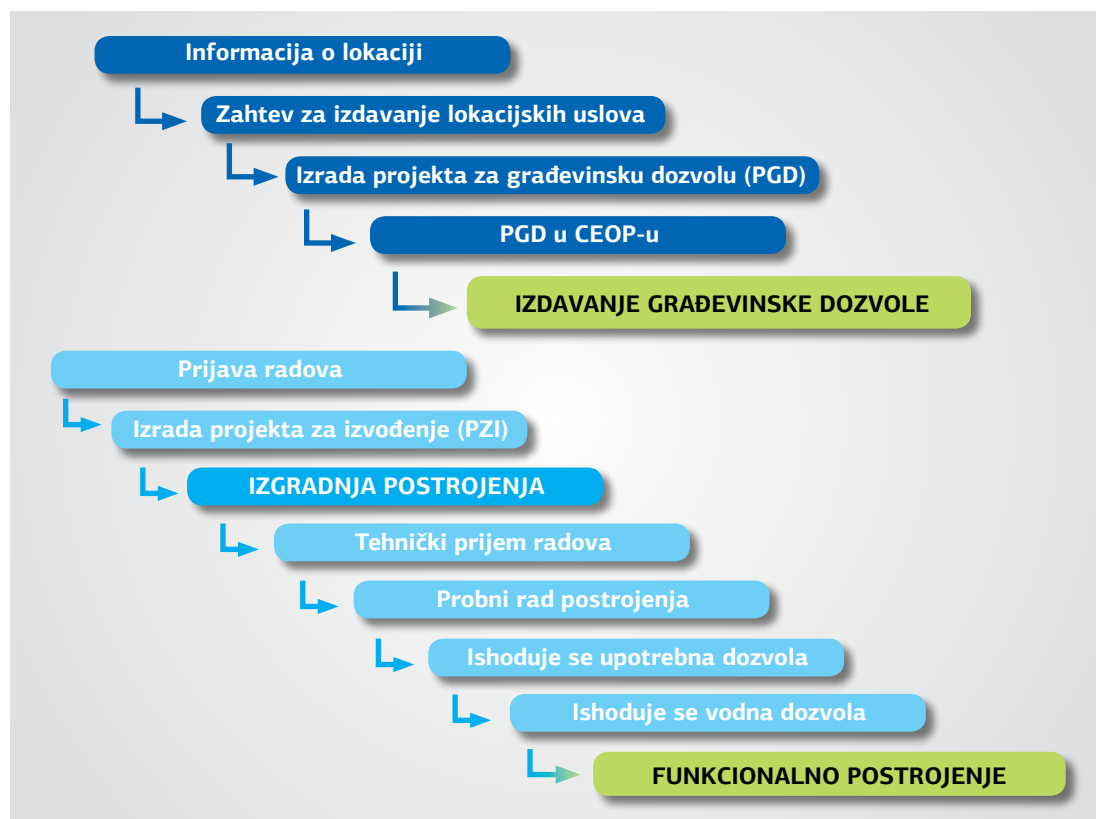 Informacija o lokaciji
Zahtev za izdavanje lokacijskih uslova
Izrada projekta za građevinsku dozvolu (PGD)
PGD u CEOP-u
IZDAVANJE GRAĐEVINSKE DOZVOLE
Prijava radova
Izrada projekta za izvođenje (PZI)
IZGRADNJA POSTROJENJA
Tehnički prijem radova
Probni rad postrojenja
Ishoduje se upotrebna dozvola
Ishoduje se vodna dozvola
FUNKCIONALNO POSTROJENJE